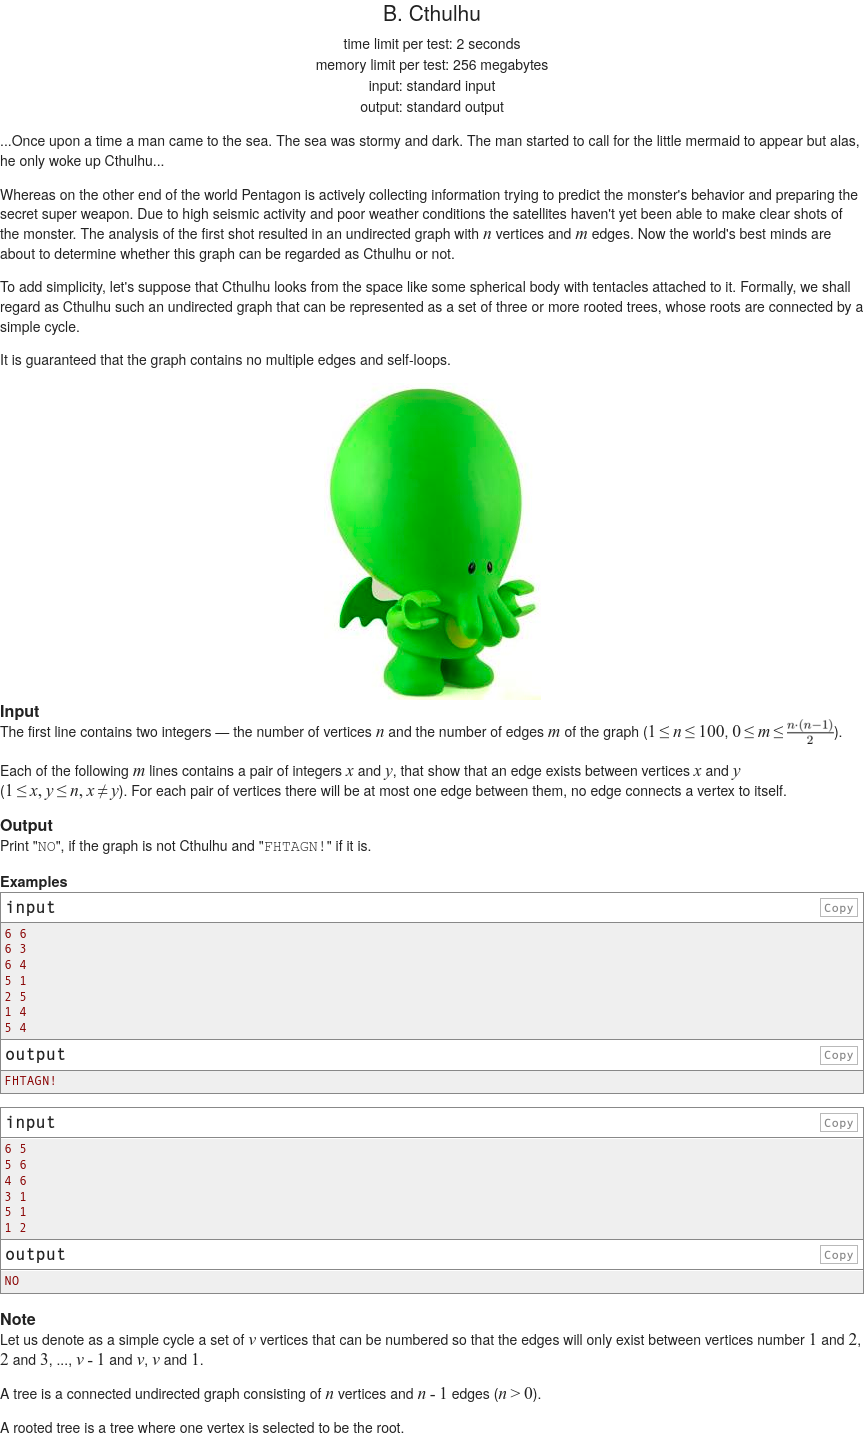 B. Cthulhu
time limit per test: 2 seconds
memory limit per test: 256 megabytes
input: standard input
output: standard output
...Once upon a time a man came to the sea. The sea was stormy and dark. The man started to call for the little mermaid to appear but alas,
he only woke up Cthulhu...
Whereas on the other end of the world Pentagon is actively collecting information trying to predict the monster's behavior and preparing the
secret super weapon. Due to high seismic activity and poor weather conditions the satellites haven't yet been able to make clear shots of
the monster. The analysis of the first shot resulted in an undirected graph with n vertices and m edges. Now the world's best minds are
about to determine whether this graph can be regarded as Cthulhu or not.
To add simplicity, let's suppose that Cthulhu looks from the space like some spherical body with tentacles attached to it. Formally, we shall
regard as Cthulhu such an undirected graph that can be represented as a set of three or more rooted trees, whose roots are connected by a
simple cycle.
It is guaranteed that the graph contains no multiple edges and self-loops.
Input
The first line contains two integers — the number of vertices n and the number of edges m of the graph (1 ≤ n ≤ 100, 0 ≤ m ≤ n·(n−1)/2).
Each of the following m lines contains a pair of integers x and y, that show that an edge exists between vertices x and y
(1 ≤ x, y ≤ n, x ≠ y). For each pair of vertices there will be at most one edge between them, no edge connects a vertex to itself.
Output
Print "NO", if the graph is not Cthulhu and "FHTAGN!" if it is.
Examples
input Copy
6 6
6 3
6 4
5 1
2 5
1 4
5 4
output Copy
FHTAGN!
input Copy
6 5
5 6
4 6
3 1
5 1
1 2
output Copy
NO
Note
Let us denote as a simple cycle a set of v vertices that can be numbered so that the edges will only exist between vertices number 1 and 2,
2 and 3, ..., v - 1 and v, v and 1.
A tree is a connected undirected graph consisting of n vertices and n - 1 edges (n > 0).
A rooted tree is a tree where one vertex is selected to be the root.